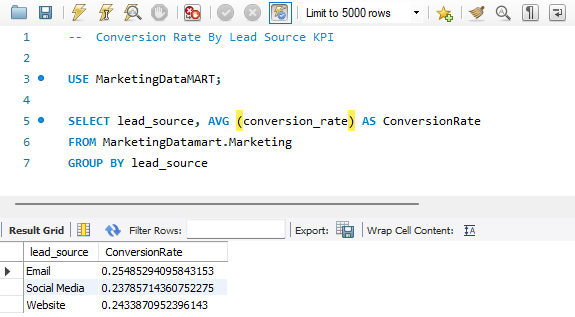 Limit to 5000 rows
1 -- Conversion Rate By Lead Source KPI
2
3 USE MarketingDataMART;
4
5 SELECT lead_source, AVG (conversion_rate) AS ConversionRate
6 FROM MarketingDatamart.Marketing
7 GROUP BY lead_source
Result Grid Filter Rows: Export: Wrap Cell Content: IA
lead_source ConversionRate
Email 0.25485294095843153
Social Media 0.23785714360752275
Website 0.2433870952396143